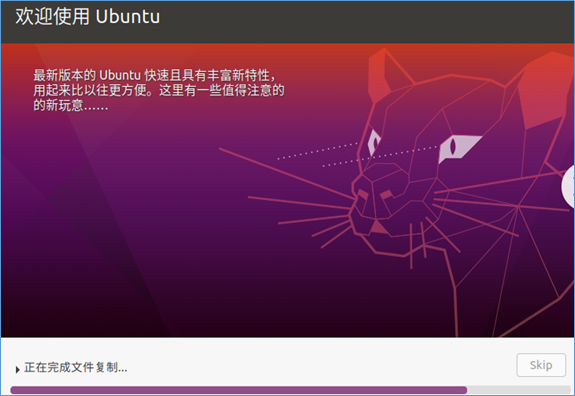 欢迎使用 Ubuntu
最新版本的 Ubuntu 快速且具有丰富新特性，
用起来比以往更方便。这里有一些值得注意的
的新玩意……
正在完成文件复制...
Skip